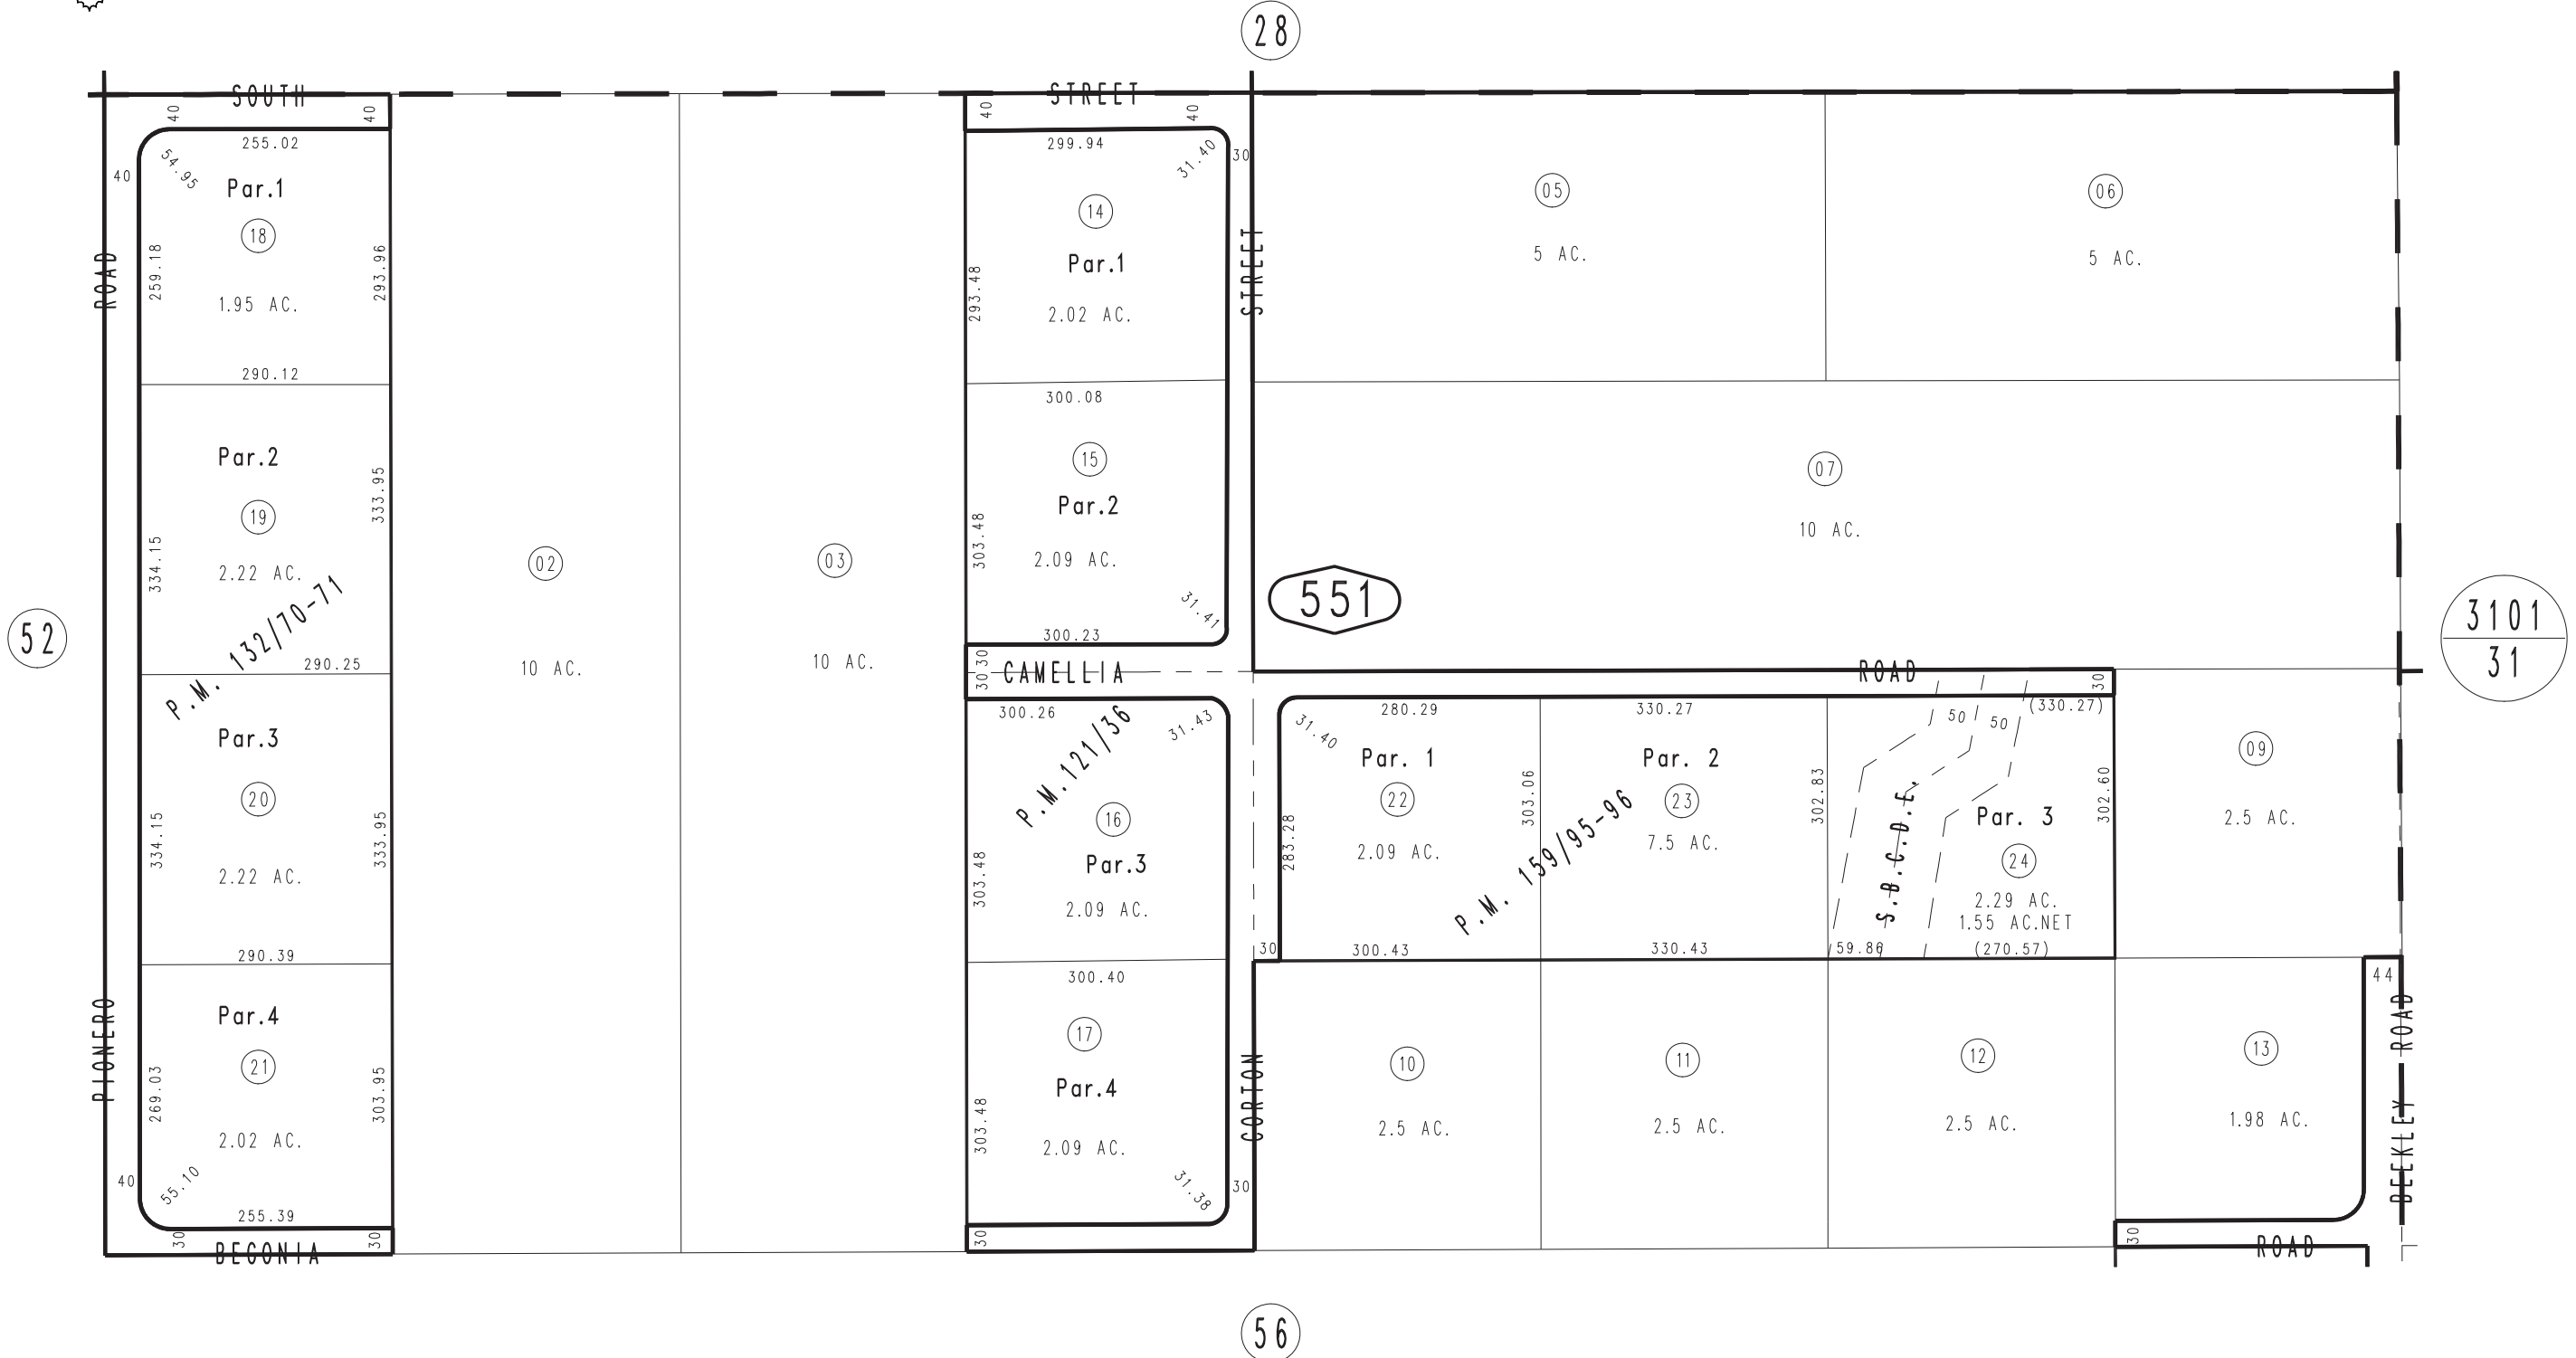 28
SOUTH STREET
40
40
40
40
255.02
299.94
54.95
31.40
40
30
Par.1
18
1.95 AC.
259.18
293.96
290.12
14
Par.1
2.02 AC.
293.48
300.08
05
5 AC.
06
5 AC.
ROAD
STREET
Par.2
19
2.22 AC.
334.15
333.95
P.M. 132/70-71
290.25
02
10 AC.
03
10 AC.
15
Par.2
2.09 AC.
303.48
31.41
300.23
07
10 AC.
551
52
3101
31
30
30
CAMELLIA ROAD
30
300.26
31.43
P.M.121/36
31.40
280.29
330.27
(330.27)
50
50
Par.3
20
2.22 AC.
334.15
333.95
290.39
16
Par.3
2.09 AC.
303.48
300.40
Par. 1
22
2.09 AC.
283.28
303.06
P.M. 159/95-96
Par. 2
23
7.5 AC.
302.83
S.B.C.D.E.
Par. 3
24
2.29 AC.
1.55 AC.NET
302.60
09
2.5 AC.
30
300.43
330.43
59.86
(270.57)
44
PIONERO
Par.4
21
2.02 AC.
269.03
303.95
40
55.10
255.39
30
30
BEGONIA ROAD
17
Par.4
2.09 AC.
303.48
31.38
30
30
CORTON
10
2.5 AC.
11
2.5 AC.
12
2.5 AC.
13
1.98 AC.
30
BEEKLEY ROAD
56